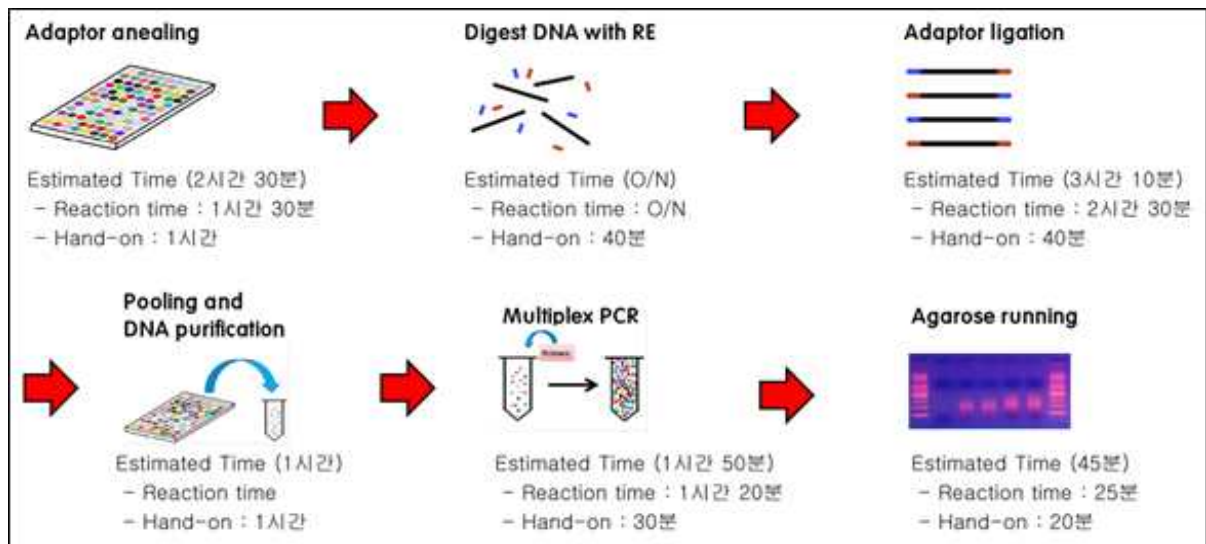 Adaptor anealing
Estimated Time (2시간 30분)
- Reaction time : 1시간 30분
- Hand-on : 1시간
Digest DNA with RE
Estimated Time (O/N)
- Reaction time : O/N
- Hand-on : 40분
Adaptor ligation
Estimated Time (3시간 10분)
- Reaction time : 2시간 30분
- Hand-on : 40분
Pooling and
DNA purification
Estimated Time (1시간)
- Reaction time
- Hand-on : 1시간
Multiplex PCR
Estimated Time (1시간 50분)
- Reaction time : 1시간 20분
- Hand-on : 30분
Agarose running
Estimated Time (45분)
- Reaction time : 25분
- Hand-on : 20분